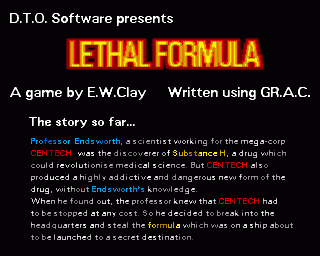 D.T.O. Software presents
LETHAL FORMULA
A game by E.W.Clay Written using GR.A.C.
The story so far...
Professor Endsworth, a scientist working for the mega-corp
CENTECH was the discoverer of Substance H, a drug which
could revolutionise medical science. But CENTECH also
produced a highly addictive and dangerous new form of the
drug, without Endsworth's knowledge.
When he found out, the professor knew that CENTECH had
to be stopped at any cost. So he decided to break into the
headquarters and steal the formula which was on a ship about
to be launched to a secret destination.